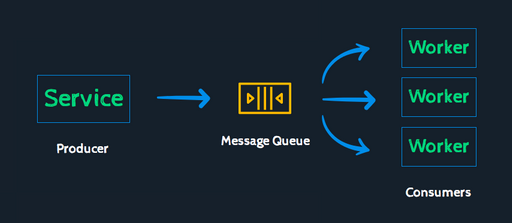 Service
Producer
Message Queue
Worker
Worker
Worker
Consumers